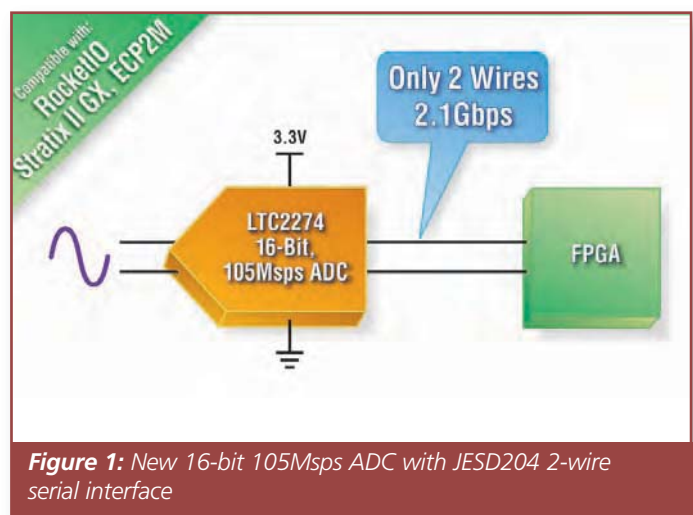 Compatible with:
RocketIO
Stratix II GX, ECP2M
Only 2 Wires
2.1Gbps
3.3V
LTC2274
16-Bit,
105Msps ADC
FPGA
Figure 1: New 16-bit 105Msps ADC with JESD204 2-wire
serial interface